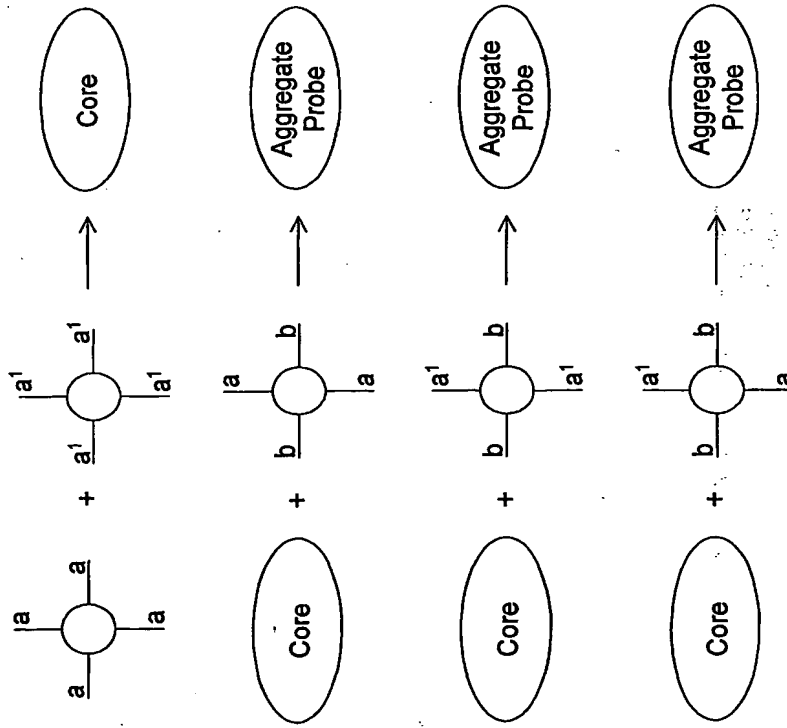 a a¹
a a + a¹ a¹ Core
a a¹
a
Core + b b Aggregate
Probe
a
a¹
Core + b b Aggregate
Probe
a¹
a¹
Core + b b Aggregate
Probe
a